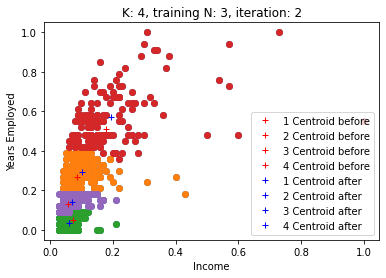 K: 4, training N: 3, iteration: 2
Years Employed
1.0
0.8
0.6
0.4
0.2
0.0
1 Centroid before
2 Centroid before
3 Centroid before
4 Centroid before
1 Centroid after
2 Centroid after
3 Centroid after
4 Centroid after
0.0 0.2 0.4 0.6 0.8 1.0
Income